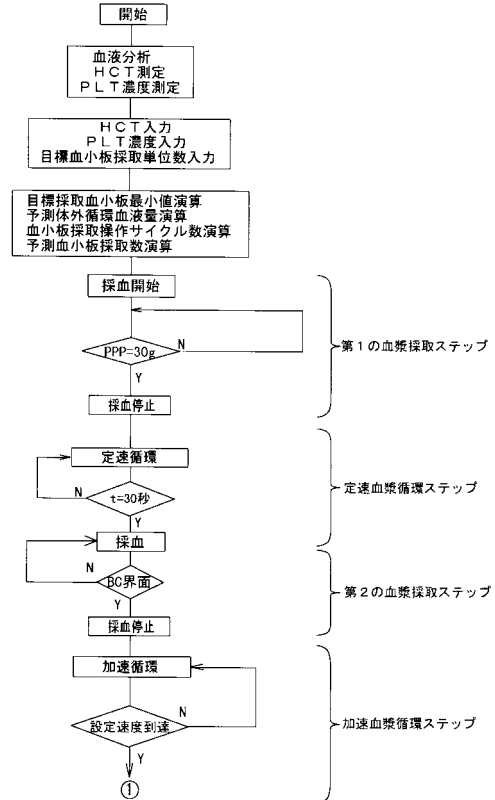 開始
血液分析
HCT測定
PLT濃度測定
HCT入力
PLT濃度入力
目標血小板採取単位数入力
目標採取血小板最小値演算
予測体外循環血液量演算
血小板採取操作サイクル数演算
予測血小板採取数演算
採血開始
PPP=30g
N
Y
採血停止
第1の血漿採取ステップ
定速循環
N
t=30秒
Y
定速血漿循環ステップ
採血
N
BC界面
Y
採血停止
第2の血漿採取ステップ
加速循環
N
設定速度到達
Y
加速血漿循環ステップ
①